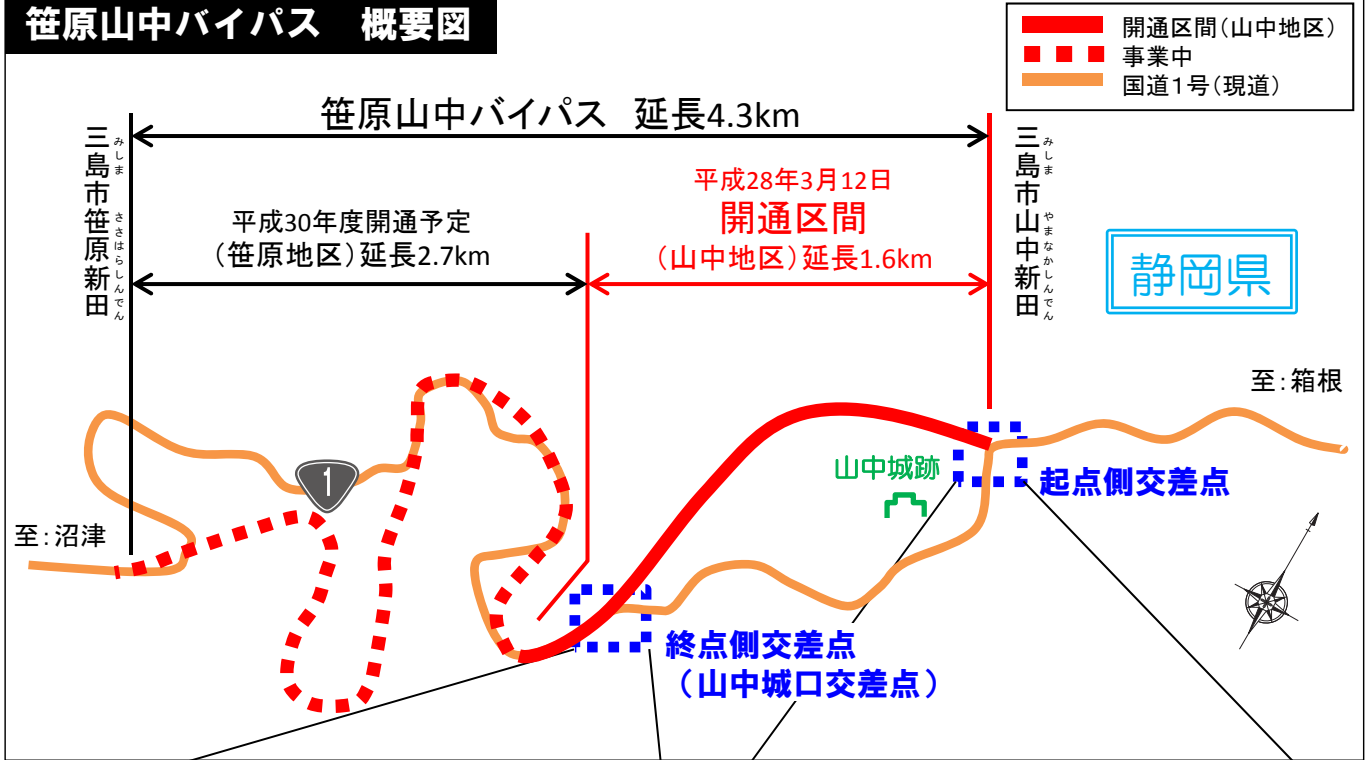 笹原山中バイパス 概要図
開通区間(山中地区)
事業中
国道1号(現道)
笹原山中バイパス 延長4.3km
三島市笹原新田
みしま
ささはらしんでん
平成30年度開通予定
(笹原地区)延長2.7km
平成28年3月12日
開通区間
(山中地区)延長1.6km
三島市山中新田
みしま
やまなかしんでん
静岡県
至:箱根
山中城跡
起点側交差点
1
至:沼津
終点側交差点
(山中城口交差点)